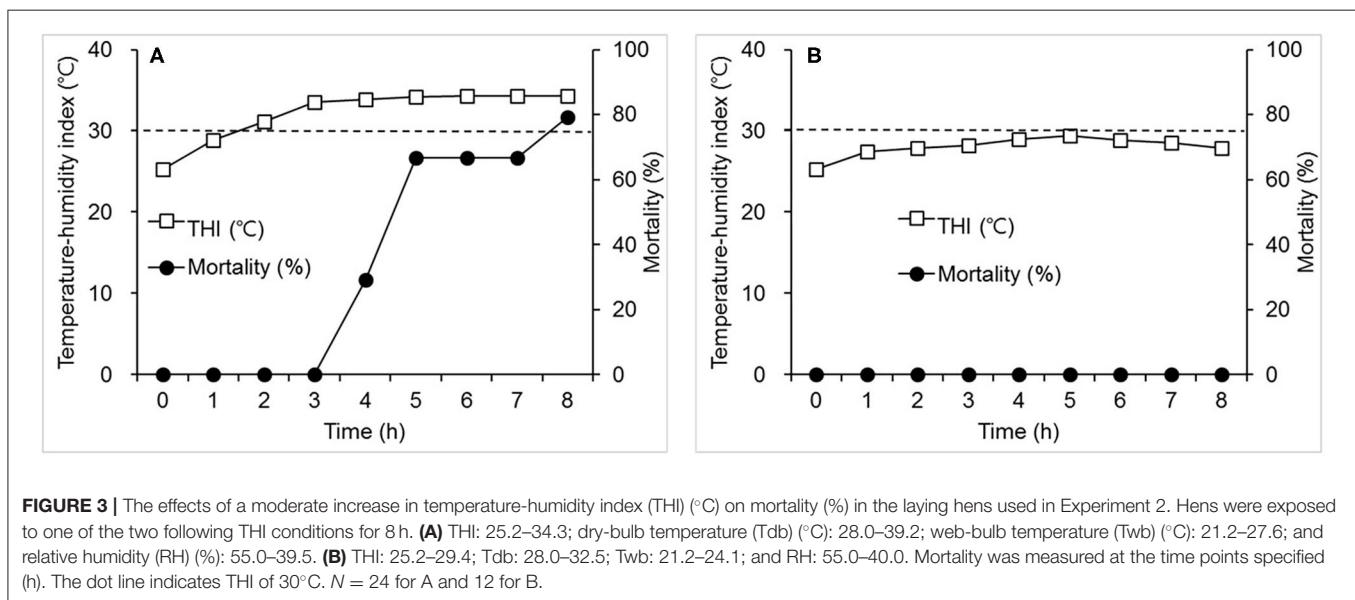 A
Temperature-humidity index (°C)
40
30
20
10
0
THI (°C)
Mortality (%)
100
80
60
40
20
0
Mortality (%)
0 1 2 3 4 5 6 7 8
Time (h)
B
Temperature-humidity index (°C)
40
30
20
10
0
THI (°C)
Mortality (%)
100
80
60
40
20
0
Mortality (%)
0 1 2 3 4 5 6 7 8
Time (h)
FIGURE 3 | The effects of a moderate increase in temperature-humidity index (THI) (°C) on mortality (%) in the laying hens used in Experiment 2. Hens were exposed
to one of the two following THI conditions for 8 h. (A) THI: 25.2–34.3; dry-bulb temperature (Tdb) (°C): 28.0–39.2; web-bulb temperature (Twb) (°C): 21.2–27.6; and
relative humidity (RH) (%): 55.0–39.5. (B) THI: 25.2–29.4; Tdb: 28.0–32.5; Twb: 21.2–24.1; and RH: 55.0–40.0. Mortality was measured at the time points specified
(h). The dot line indicates THI of 30°C. N = 24 for A and 12 for B.